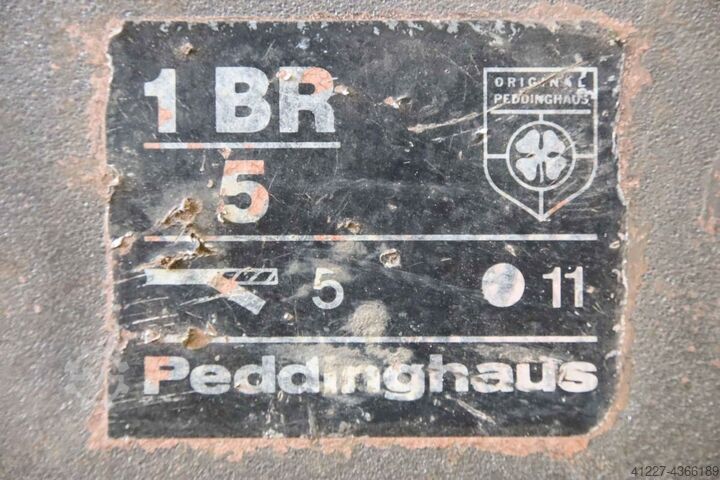 1 BR
5
ORIGINAL
PEDDINGHAUS
5 11
Peddinghaus
41227-4366189